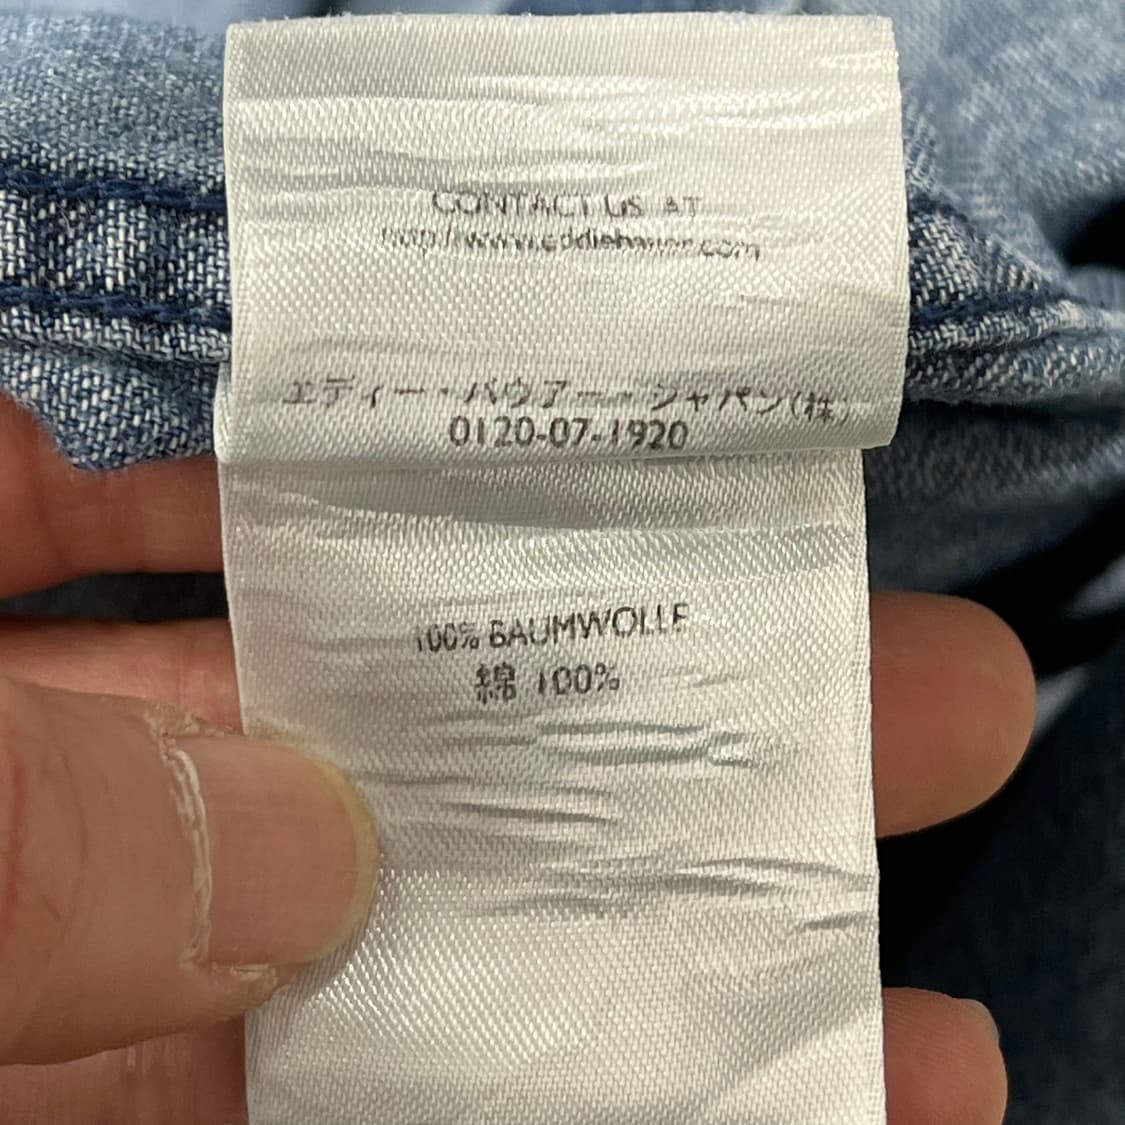 CONTACT US AT
http://www.eddiebauer.com
エディー・バウアー・ジャパン(株)
0120-07-1920
100% BAUMWOLLE
綿 100%